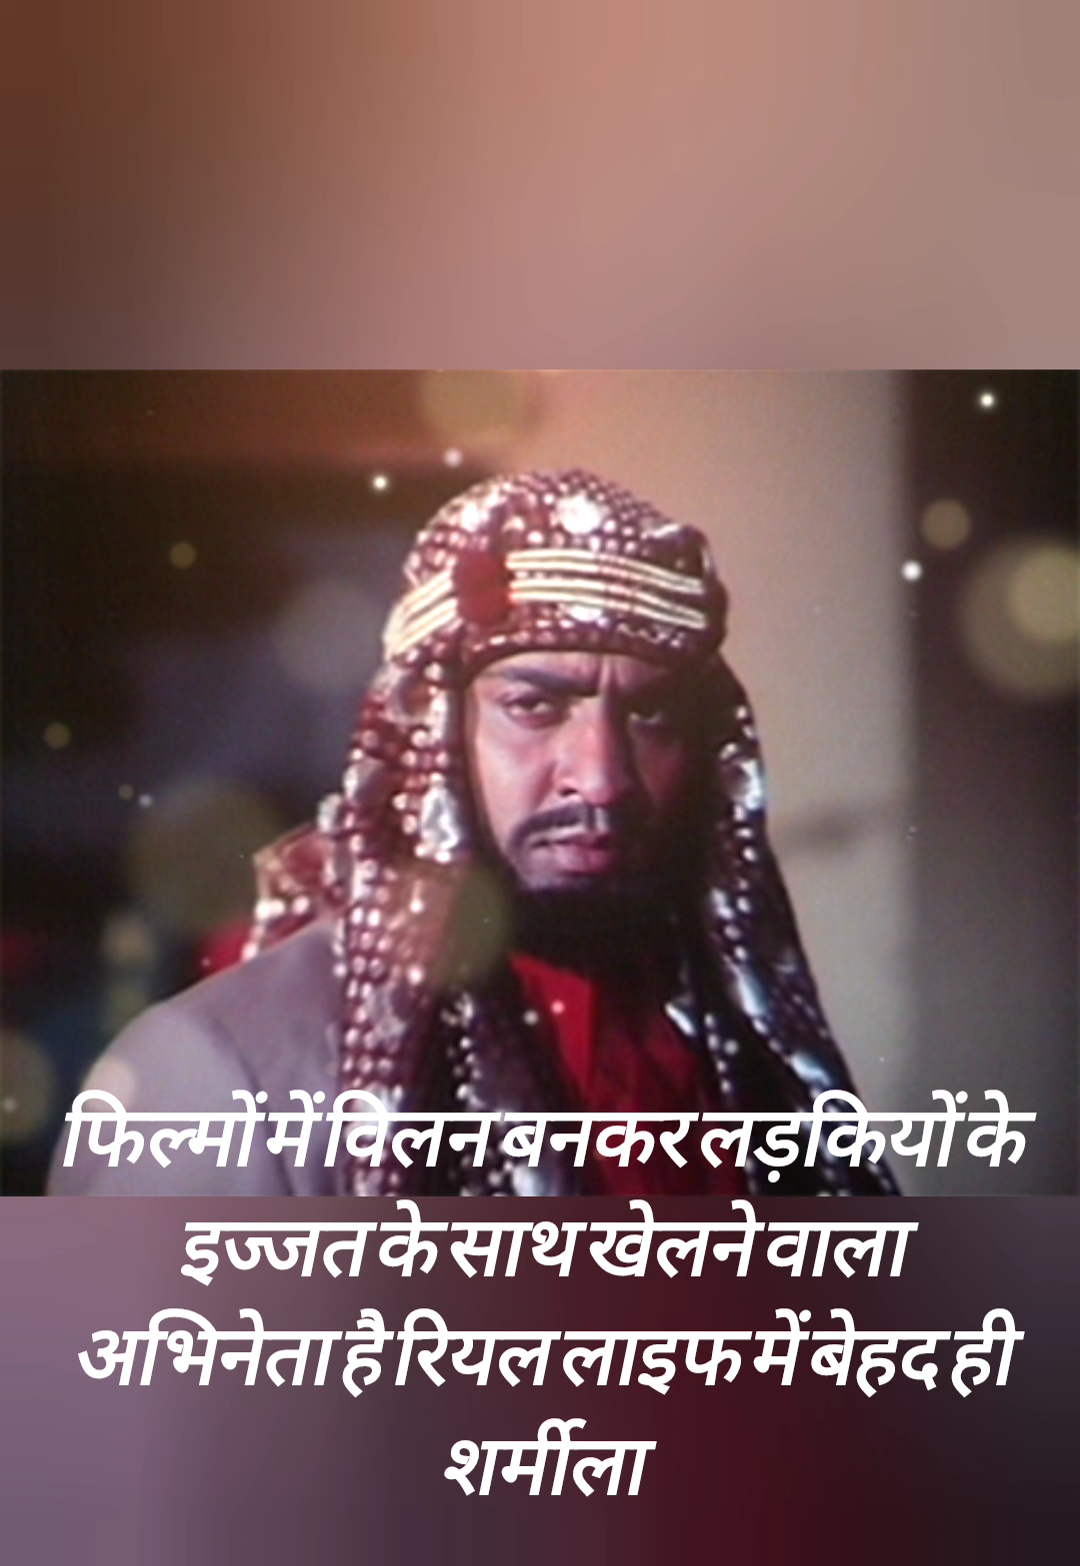 फिल्मों में विलन बनकर लड़कियों के
इज्जत के साथ खेलने वाला
अभिनेता है रियल लाइफ में बेहद ही
शर्मीला